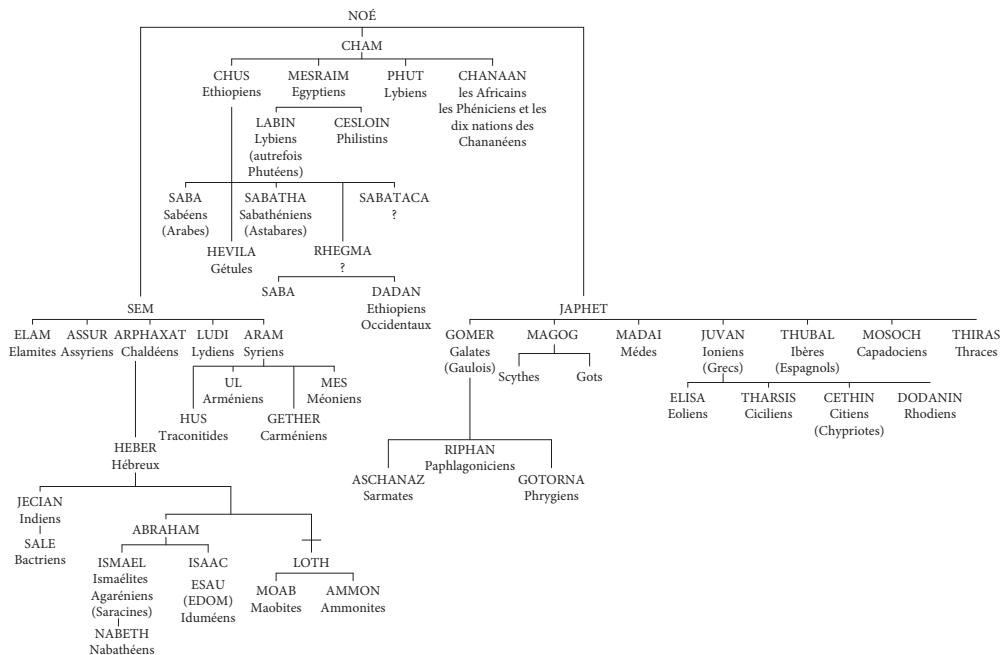 NOÉ
CHAM
CHUS
Ethiopiens
MESRAIM
Egyptiens
PHUT
Lybiens
CHANAAN
les Africains
les Phéniciens et les
dix nations des
Chananéens
LABIN
Lybiens
(autrefois
Phutéens)
CESLOIN
Philistins
SABA
Sabéens
(Arabes)
SABATHA
Sabathéniens
(Astabares)
SABATACA
?
HEVILA
Gétules
RHEGMA
?
SABA
DADAN
Ethiopiens
Occidentaux
SEM
ELAM
Elamites
ASSUR
Assyriens
ARPHAXAT
Chaldéens
LUDI
Lydiens
ARAM
Syriens
UL
Arméniens
MES
Méoniens
HUS
Traconitides
GETHER
Carméniens
HEBER
Hébreux
JECIAN
Indiens
SALE
Bactriens
ABRAHAM
ISMAEL
Ismaélites
Agaréniens
(Saracines)
NABETH
Nabathéens
ISAAC
ESAU
(EDOM)
Iduméens
LOTH
MOAB
Maobites
AMMON
Ammonites
JAPHET
GOMER
Galates
(Gaulois)
MAGOG
Scythes
Gots
MADAI
Médes
JUVAN
Ioniens
(Grecs)
THUBAL
Ibères
(Espagnols)
MOSOCH
Capadociens
THIRAS
Thraces
ELISA
Eoliens
THARSIS
Ciciliens
CETHIN
Citiens
(Chypriotes)
DODANIN
Rhodiens
RIPHAN
Paphlagoniciens
ASCHANAZ
Sarmates
GOTORNA
Phrygiens